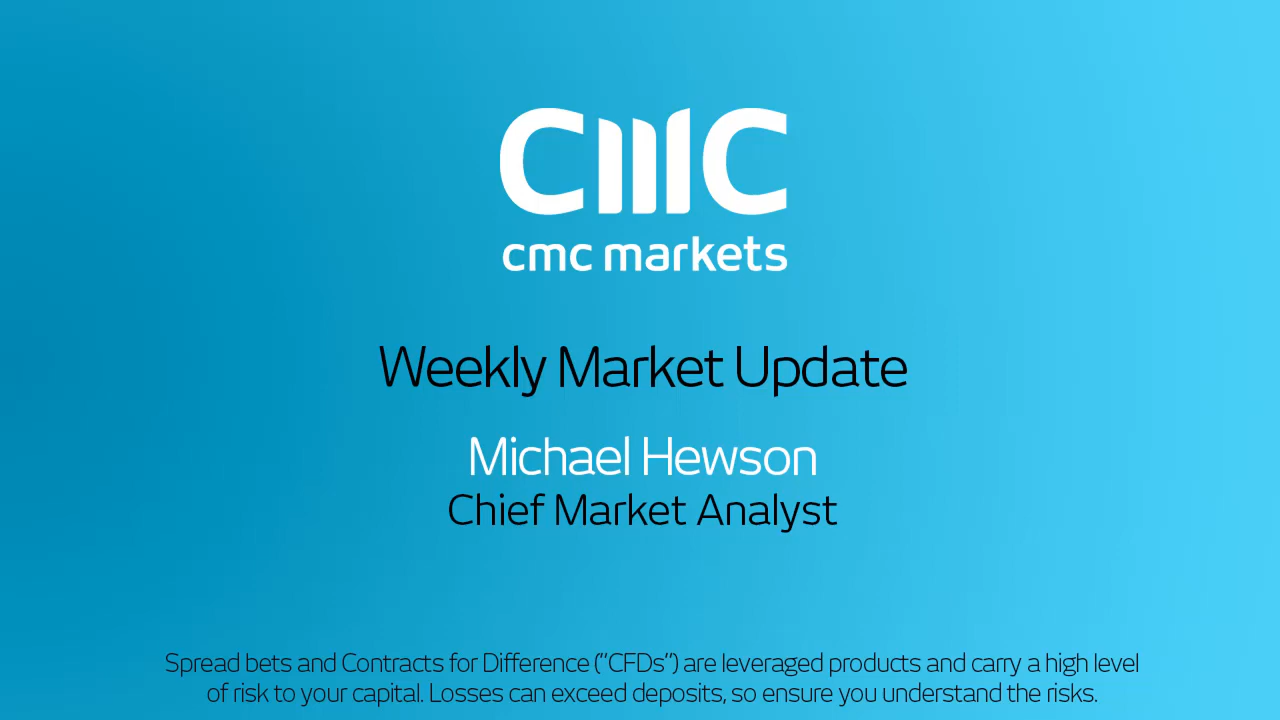 CMC
cmc markets
Weekly Market Update
Michael Hewson
Chief Market Analyst
Spread bets and Contracts for Difference (”CFDs”) are leveraged products and carry a high level
of risk to your capital. Losses can exceed deposits, so ensure you understand the risks.